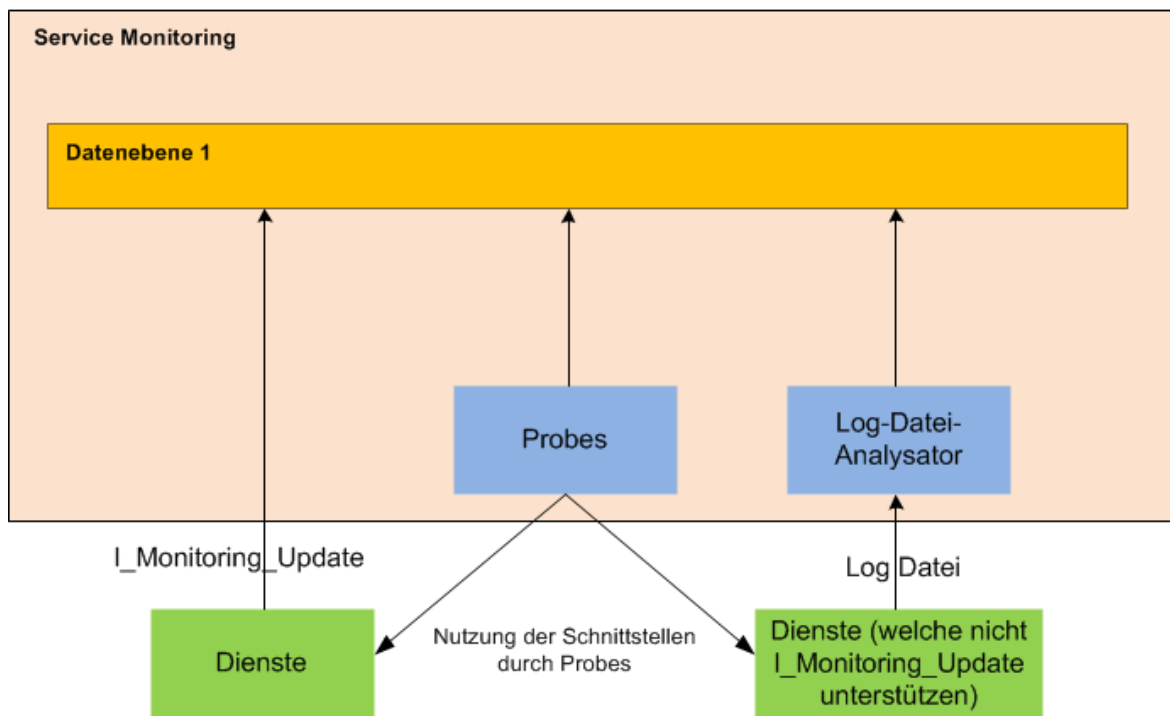 Service Monitoring
Datenebene 1
Probes
Log-Datei-
Analysator
I_Monitoring_Update
Log Datei
Dienste
Nutzung der Schnittstellen
durch Probes
Dienste (welche nicht
I_Monitoring_Update
unterstützen)